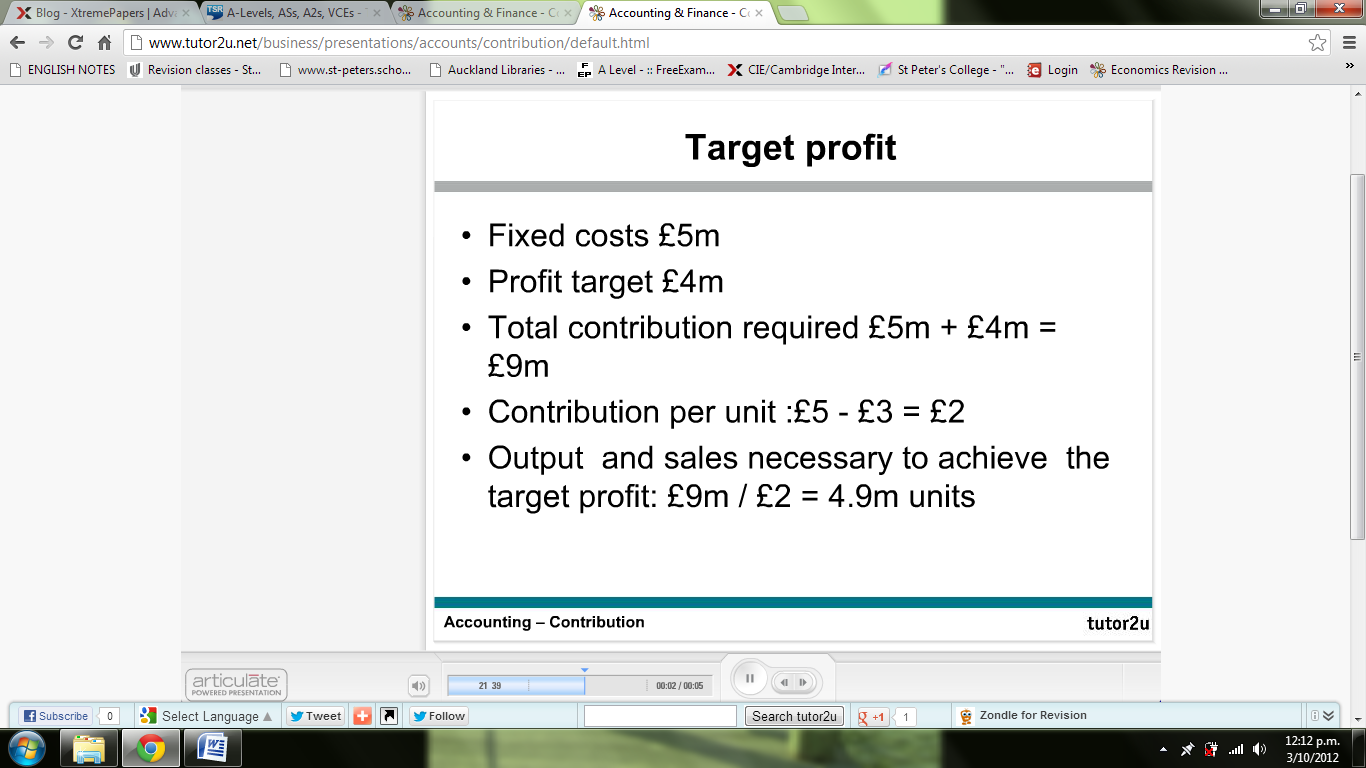 Blog - XtremePapers | Adva
TSR A-Levels, ASs, A2s, VCEs -
Accounting & Finance - Co
Accounting & Finance - Co
www.tutor2u.net/business/presentations/accounts/contribution/default.html
ENGLISH NOTES
Revision classes - St...
www.st-peters.scho...
Auckland Libraries - ...
F EP
A Level - :: FreeExam...
CIE/Cambridge Inter...
St Peter's College - "...
Login
Economics Revision ...
»
Target profit
• Fixed costs £5m
• Profit target £4m
• Total contribution required £5m + £4m =
£9m
• Contribution per unit :£5 - £3 = £2
• Output  and sales necessary to achieve  the
target profit: £9m / £2 = 4.9m units
Accounting – Contribution
tutor2u
articulate
POWERED PRESENTATION
21 39
00:02 / 00:05
Subscribe
0
Select Language
Tweet
Follow
Search tutor2u
g +1
1
Zondle for Revision
12:12 p.m.
3/10/2012